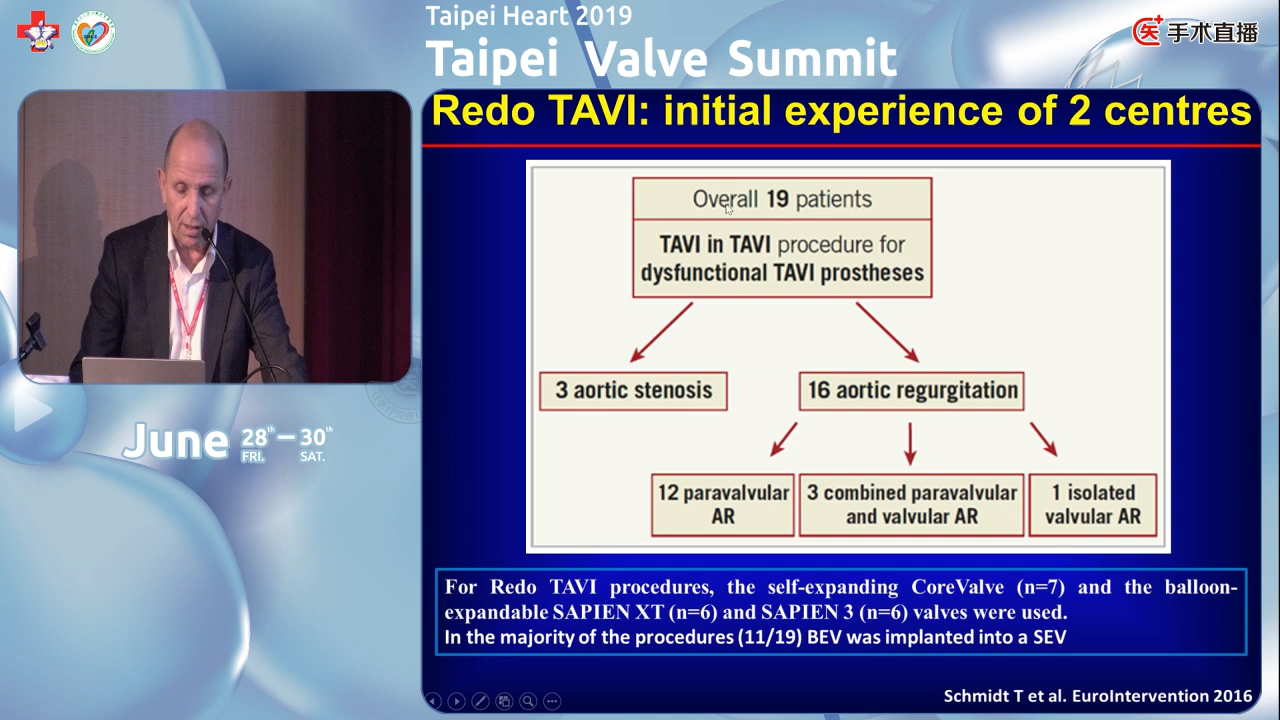 Taipei Heart 2019
Taipei Valve Summit
手术直播
Redo TAVI: initial experience of 2 centres
Overall 19 patients
TAVI in TAVI procedure for
dysfunctional TAVI prostheses
3 aortic stenosis
16 aortic regurgitation
12 paravalvular
AR
3 combined paravalvular
and valvular AR
1 isolated
valvular AR
June 28th – 30th
FRI. SAT.
For Redo TAVI procedures, the self-expanding CoreValve (n=7) and the balloon-
expandable SAPIEN XT (n=6) and SAPIEN 3 (n=6) valves were used.
In the majority of the procedures (11/19) BEV was implanted into a SEV
Schmidt T et al. EuroIntervention 2016